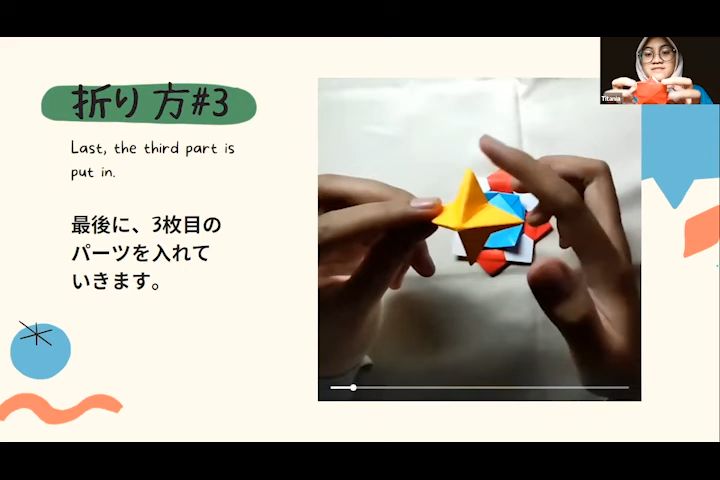 折り方#3
Last, the third part is
put in.
最後に、3枚目の
パーツを入れて
いきます。
Titania